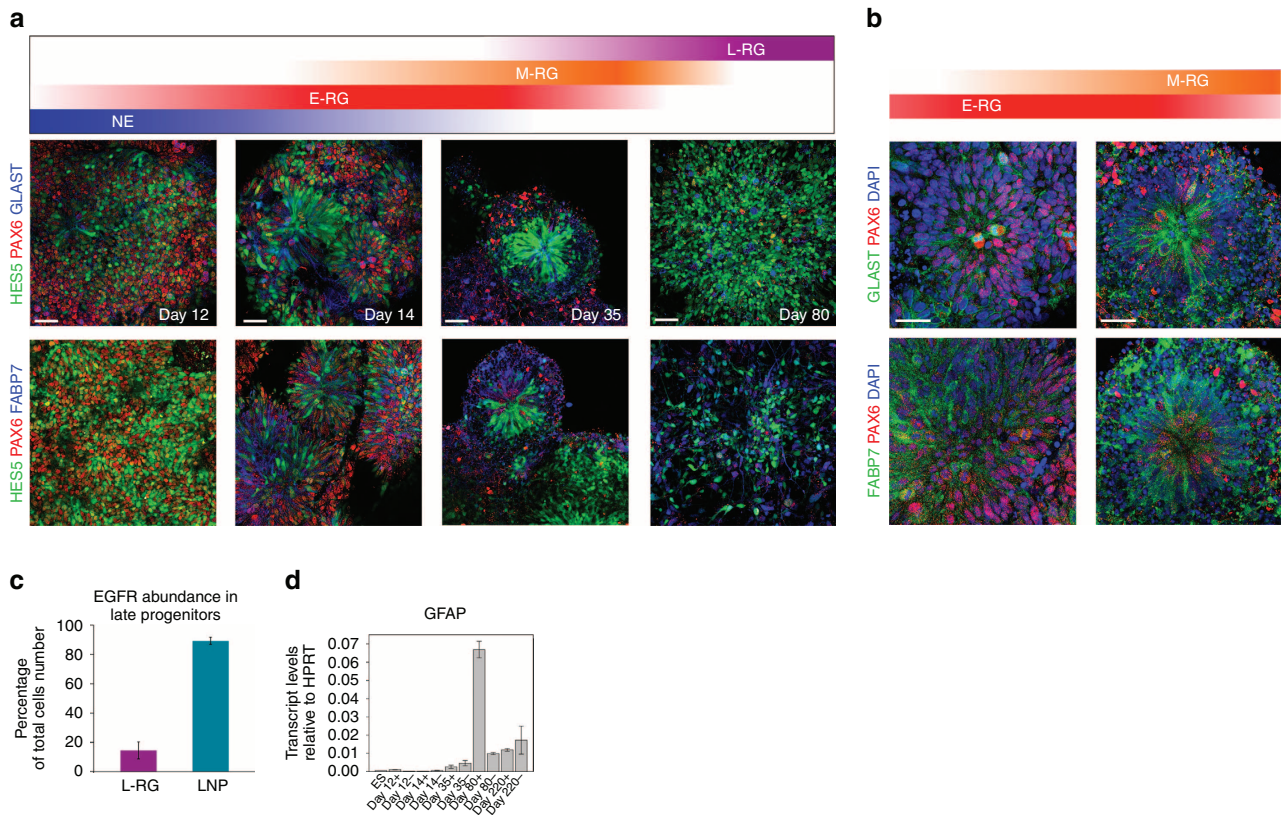 a
L-RG
M-RG
E-RG
NE
HES5 PAX6 GLAST
Day 12
Day 14
Day 35
Day 80
HES5 PAX6 FABP7
b
M-RG
E-RG
GLAST PAX6 DAPI
FABP7 PAX6 DAPI
c
EGFR abundance in
late progenitors
Percentage
of total cells number
100
80
60
40
20
0
L-RG
LNP
d
GFAP
Transcript levels
relative to HPRT
0.07
0.06
0.05
0.04
0.03
0.02
0.01
0.00
ES
Day 12+
Day 12–
Day 14+
Day 14–
Day 35+
Day 35–
Day 80+
Day 80–
Day 220+
Day 220–